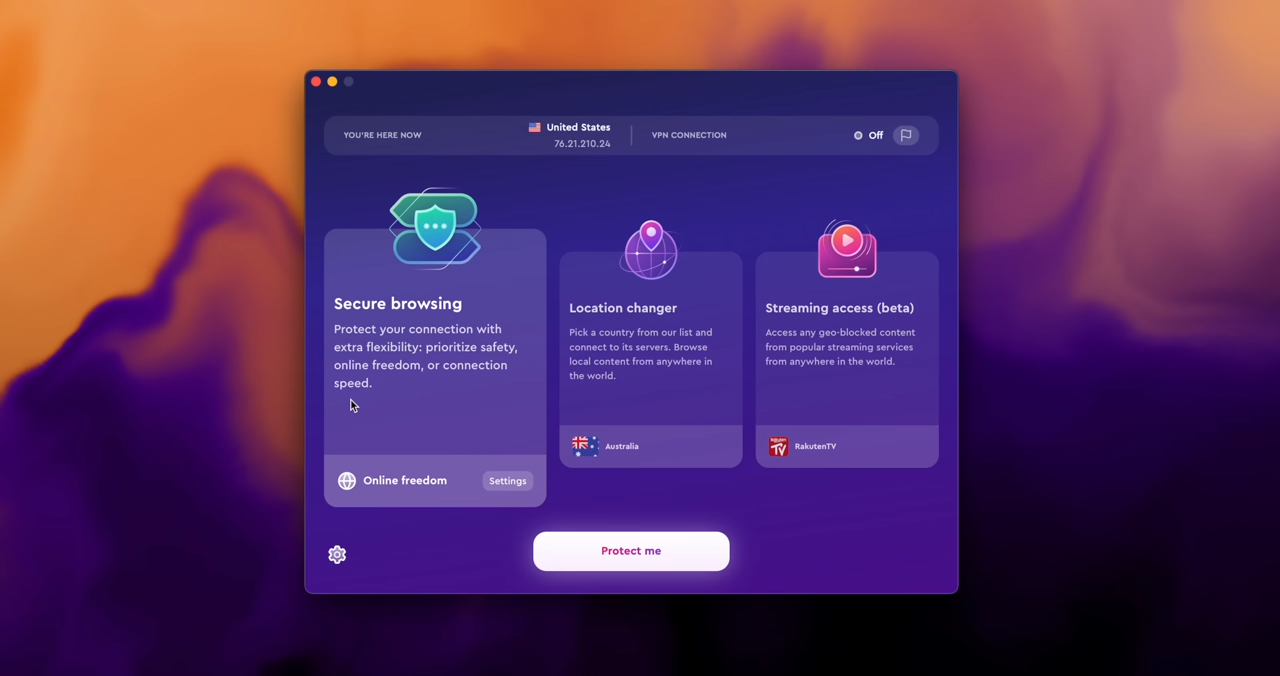 YOU'RE HERE NOW
United States
76.21.210.24
VPN CONNECTION
Off
Secure browsing
Protect your connection with
extra flexibility: prioritize safety,
online freedom, or connection
speed.
Online freedom
Settings
Location changer
Pick a country from our list and
connect to its servers. Browse
local content from anywhere in
the world.
Australia
Streaming access (beta)
Access any geo-blocked content
from popular streaming services
from anywhere in the world.
Rakuten
TV
RakutenTV
Protect me